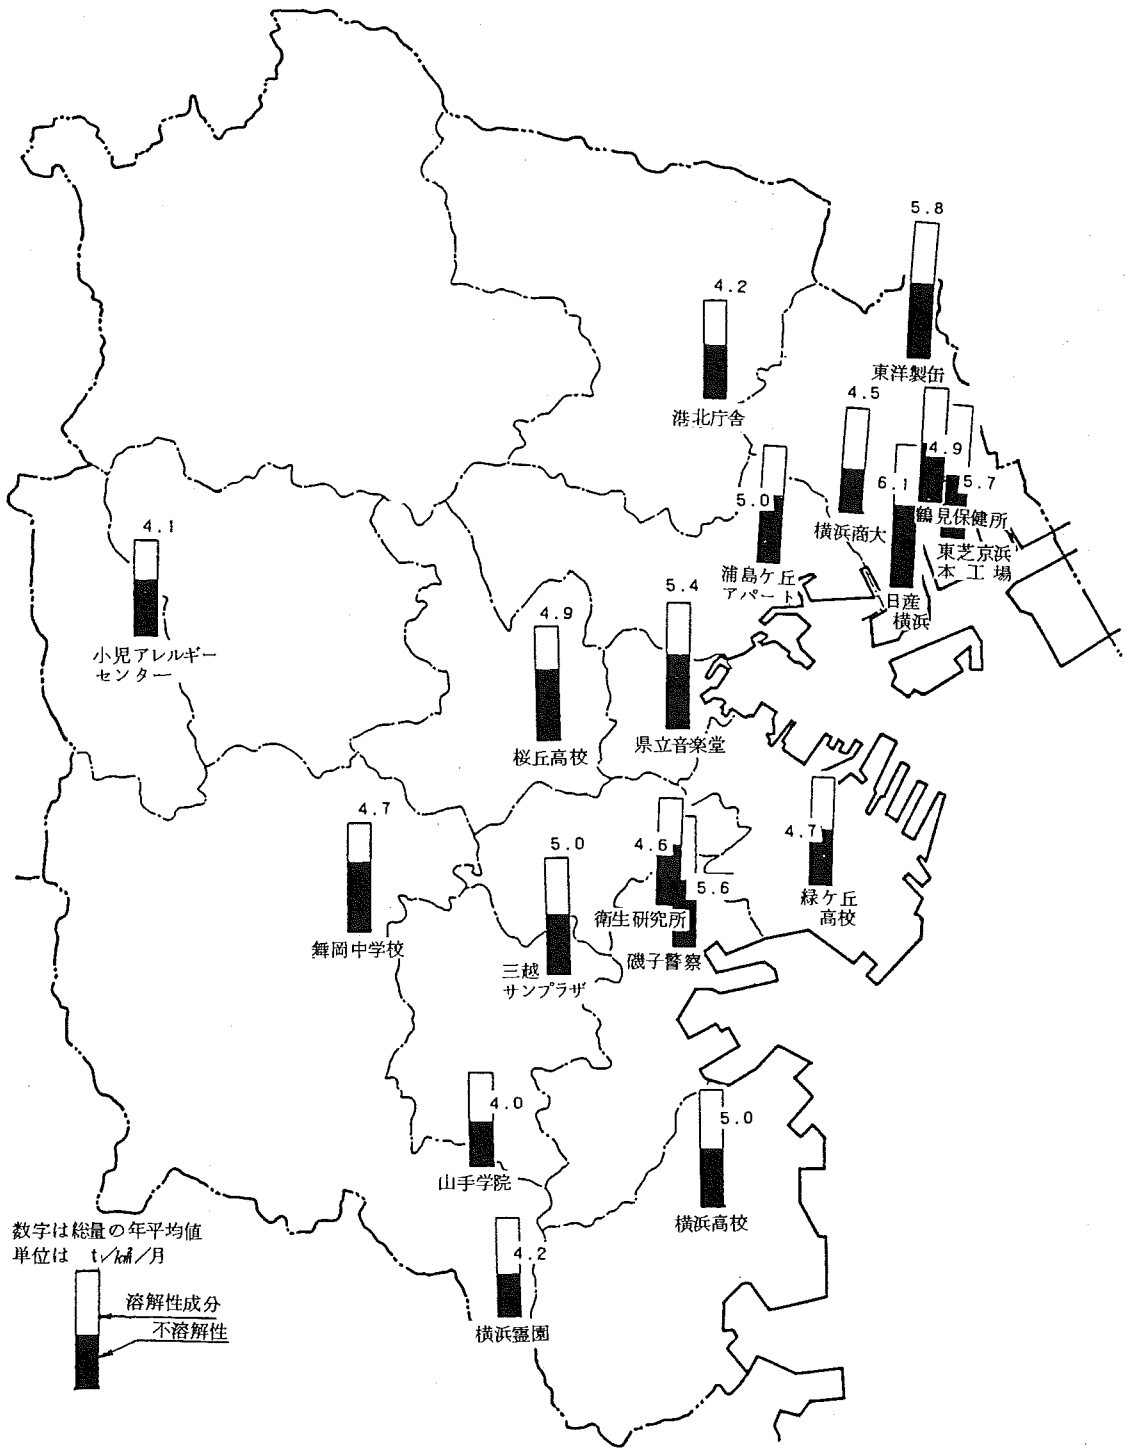 5.8
東洋製缶
4.2
港北庁舎
4.5
横浜商大
4.9
鶴見保健所
5.7
東芝京浜
本工場
6.1
日産
横浜
5.0
浦島ケ丘
アパート
4.1
小児アレルギー
センター
4.9
桜丘高校
5.4
県立音楽堂
4.7
舞岡中学校
5.0
三越
サンプラザ
4.6
衛生研究所
5.6
磯子警察
4.7
緑ケ丘
高校
4.0
山手学院
5.0
横浜高校
4.2
横浜霊園
数字は総量の年平均値
単位は t/㎢/月
溶解性成分
不溶解性